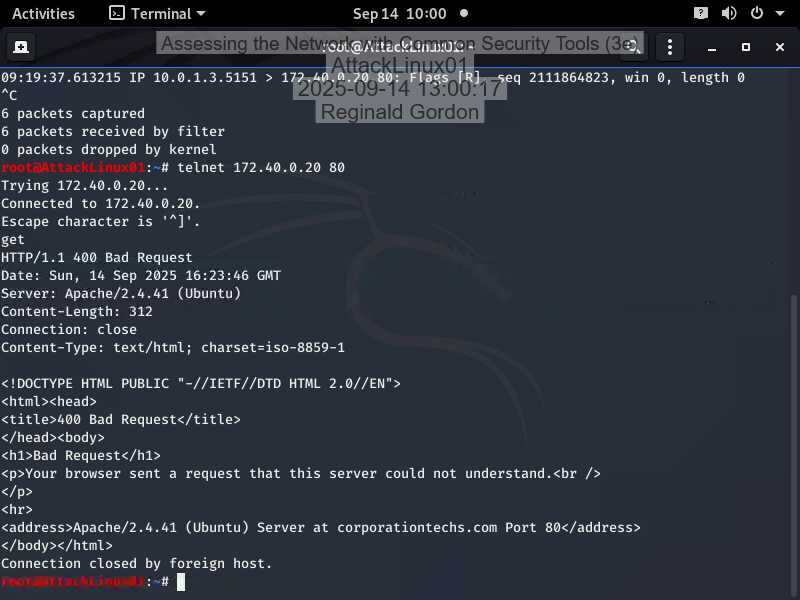 Activities Terminal Sep 14 10:00
Assessing the Network with Common Security Tools (3e)
root@AttackLinux01:~
AttackLinux01
2025-09-14 13:00:17
Reginald Gordon
09:19:37.613215 IP 10.0.1.3.5151 > 172.40.0.20 80: Flags [R], seq 2111864823, win 0, length 0
^C
6 packets captured
6 packets received by filter
0 packets dropped by kernel
root@AttackLinux01:~# telnet 172.40.0.20 80
Trying 172.40.0.20...
Connected to 172.40.0.20.
Escape character is '^]'.
get
HTTP/1.1 400 Bad Request
Date: Sun, 14 Sep 2025 16:23:46 GMT
Server: Apache/2.4.41 (Ubuntu)
Content-Length: 312
Connection: close
Content-Type: text/html; charset=iso-8859-1
<!DOCTYPE HTML PUBLIC "-//IETF//DTD HTML 2.0//EN">
<html><head>
<title>400 Bad Request</title>
</head><body>
<h1>Bad Request</h1>
<p>Your browser sent a request that this server could not understand.<br />
</p>
<hr>
<address>Apache/2.4.41 (Ubuntu) Server at corporationtechs.com Port 80</address>
</body></html>
Connection closed by foreign host.
root@AttackLinux01:~#